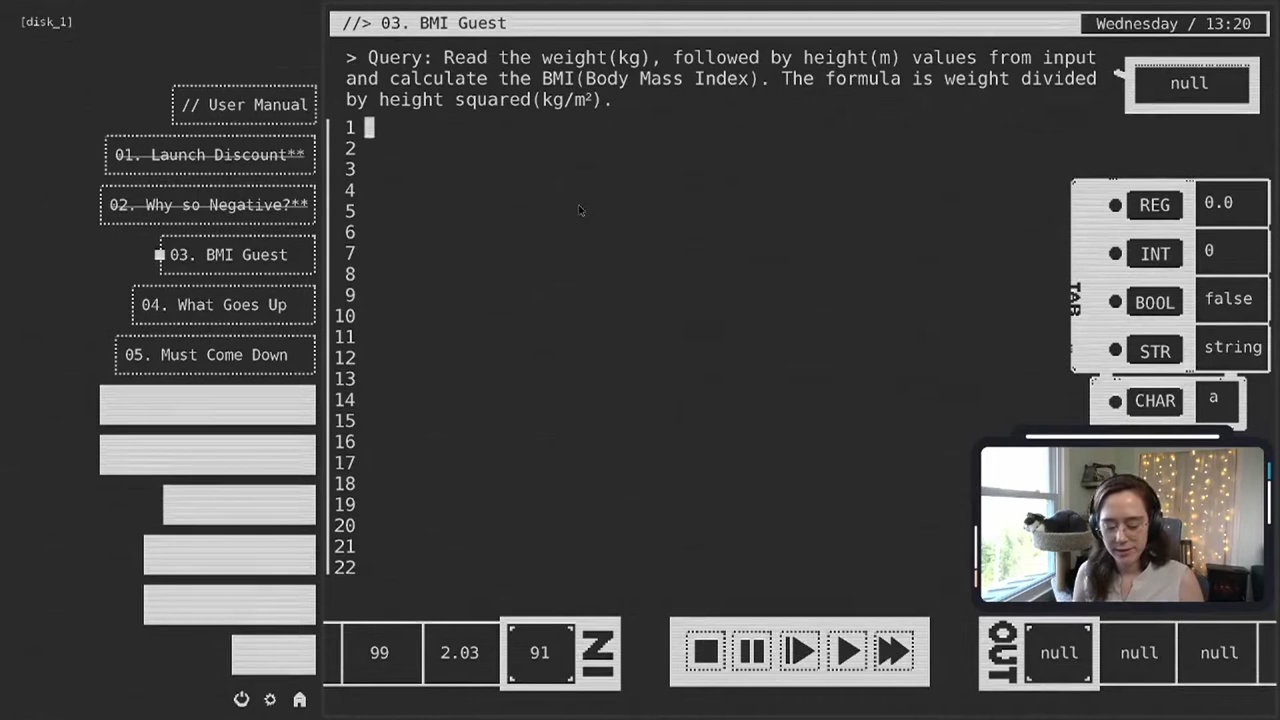 [disk_1]
// User Manual
01. Launch Discount**
02. Why so Negative?**
03. BMI Guest
04. What Goes Up
05. Must Come Down
//> 03. BMI Guest
Wednesday / 13:20
> Query: Read the weight(kg), followed by height(m) values from input
and calculate the BMI(Body Mass Index). The formula is weight divided
by height squared(kg/m²).
1
2
3
4
5
6
7
8
9
10
11
12
13
14
15
16
17
18
19
20
21
22
null
TAB
REG 0.0
INT 0
BOOL false
STR string
CHAR a
99 2.03 91 IN
OUT null null null